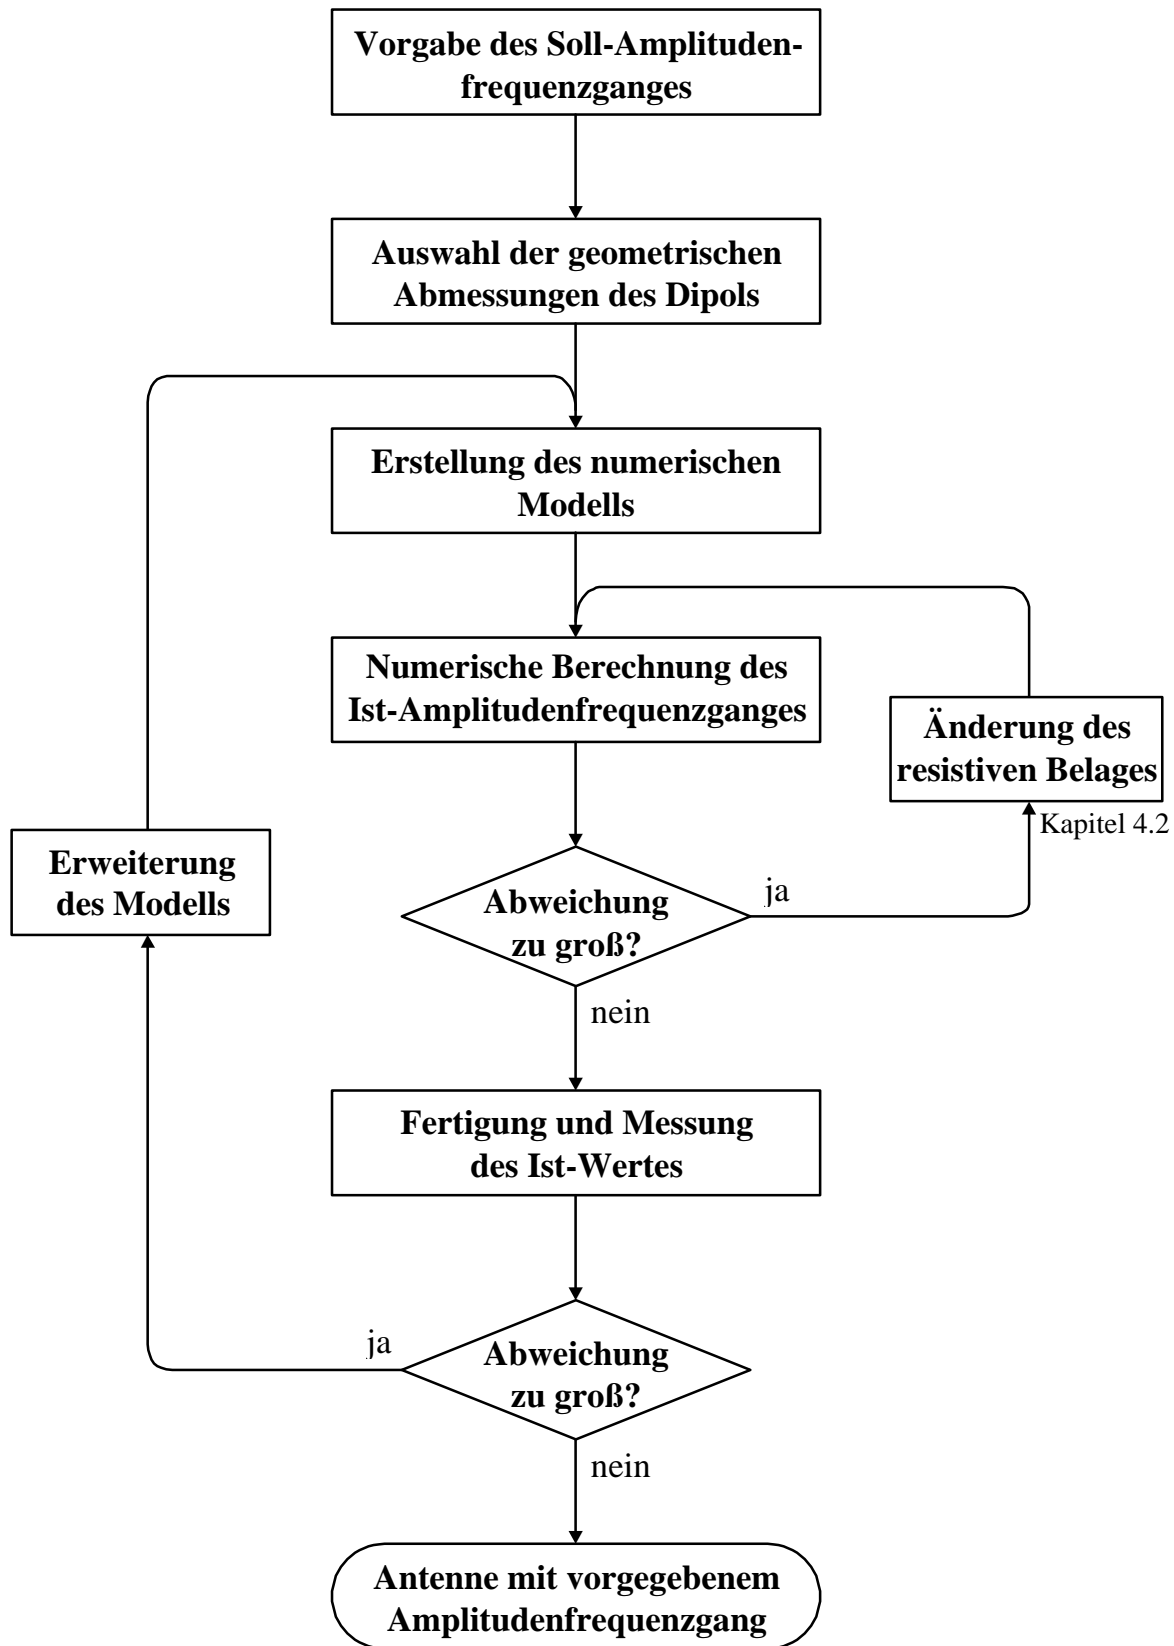 Vorgabe des Soll-Amplituden-
frequenzganges
Auswahl der geometrischen
Abmessungen des Dipols
Erstellung des numerischen
Modells
Numerische Berechnung des
Ist-Amplitudenfrequenzganges
Änderung des
resistiven Belages
Kapitel 4.2
Erweiterung
des Modells
Abweichung
zu groß?
ja
nein
Fertigung und Messung
des Ist-Wertes
ja
Abweichung
zu groß?
nein
Antenne mit vorgegebenem
Amplitudenfrequenzgang